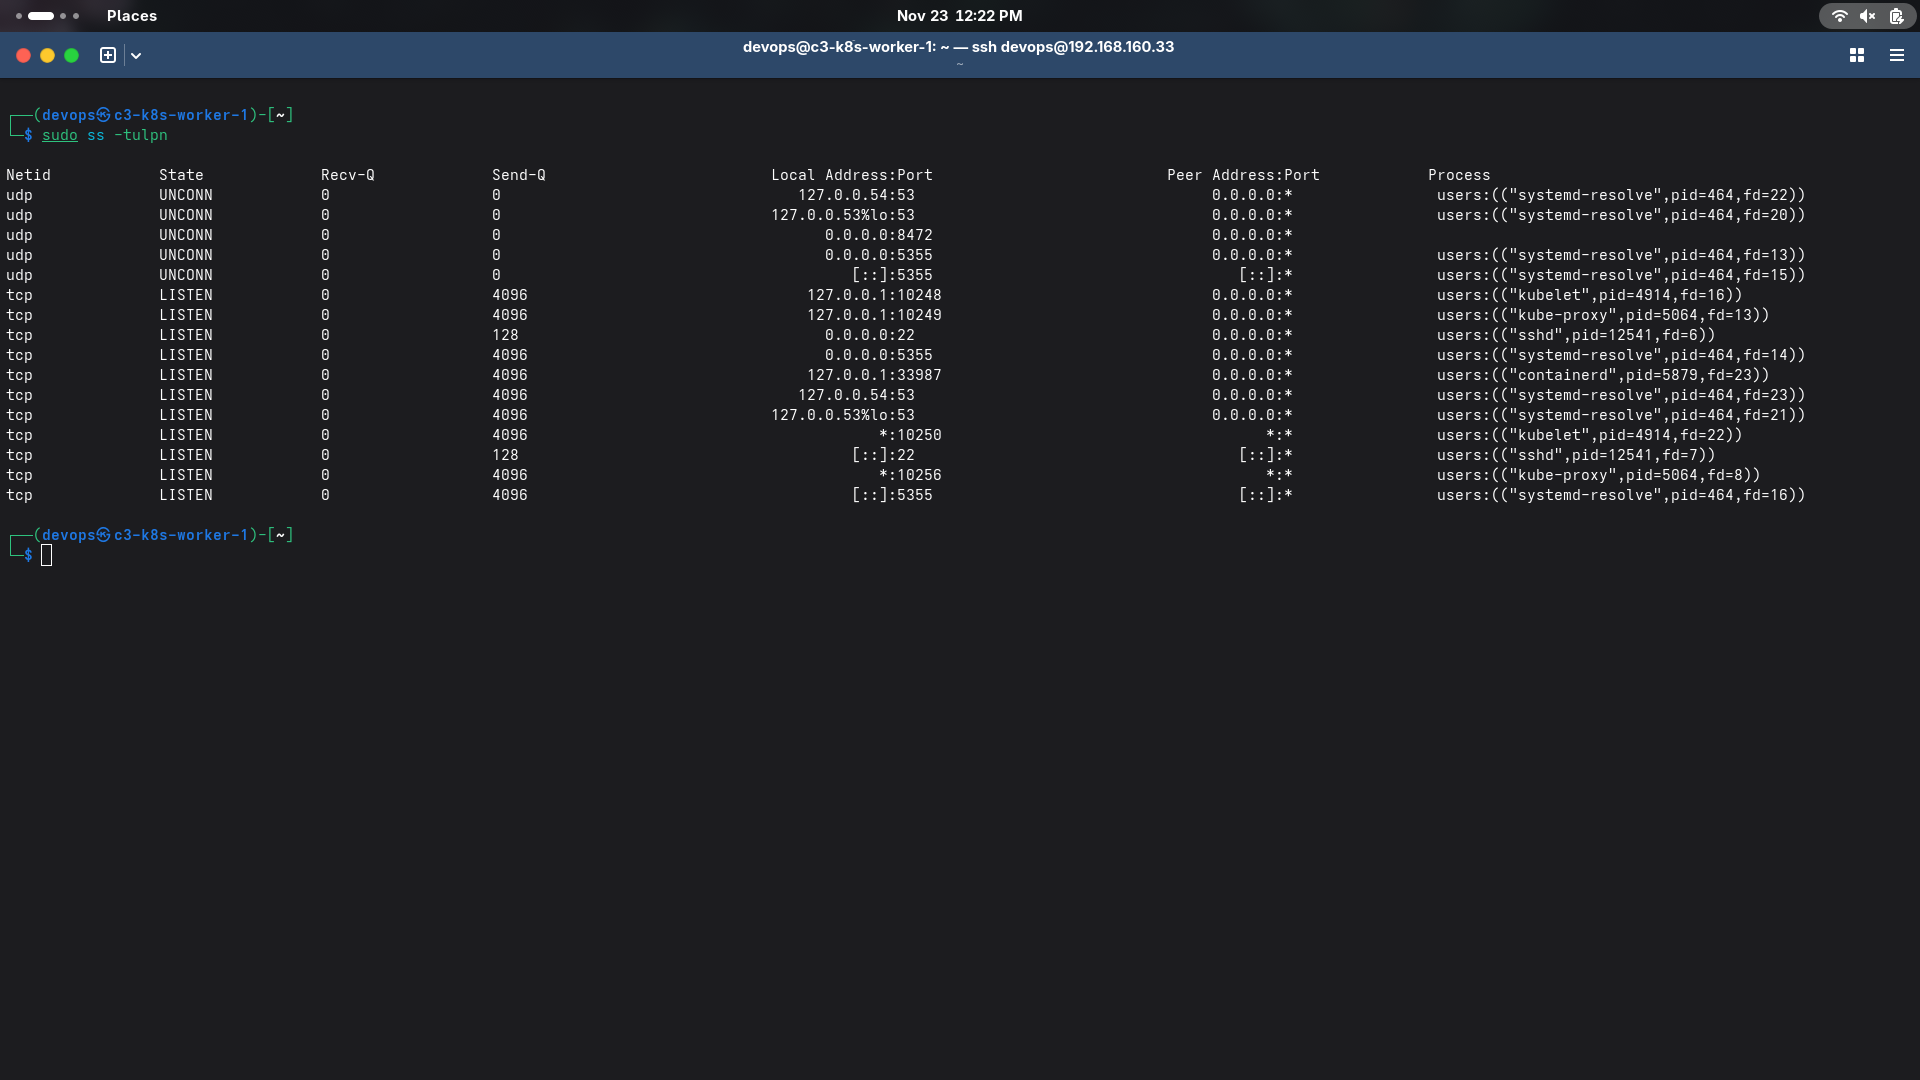 Places
Nov 23 12:22 PM
devops@c3-k8s-worker-1: ~ — ssh devops@192.168.160.33
~
┌──(devops㉿c3-k8s-worker-1)-[~]
└─$ sudo ss -tulpn
Netid State Recv-Q Send-Q Local Address:Port Peer Address:Port Process
udp UNCONN 0 0 127.0.0.54:53 0.0.0.0:* users:(("systemd-resolve",pid=464,fd=22))
udp UNCONN 0 0 127.0.0.53%lo:53 0.0.0.0:* users:(("systemd-resolve",pid=464,fd=20))
udp UNCONN 0 0 0.0.0.0:8472 0.0.0.0:*
udp UNCONN 0 0 0.0.0.0:5355 0.0.0.0:* users:(("systemd-resolve",pid=464,fd=13))
udp UNCONN 0 0 [::]:5355 [::]:* users:(("systemd-resolve",pid=464,fd=15))
tcp LISTEN 0 4096 127.0.0.1:10248 0.0.0.0:* users:(("kubelet",pid=4914,fd=16))
tcp LISTEN 0 4096 127.0.0.1:10249 0.0.0.0:* users:(("kube-proxy",pid=5064,fd=13))
tcp LISTEN 0 128 0.0.0.0:22 0.0.0.0:* users:(("sshd",pid=12541,fd=6))
tcp LISTEN 0 4096 0.0.0.0:5355 0.0.0.0:* users:(("systemd-resolve",pid=464,fd=14))
tcp LISTEN 0 4096 127.0.0.1:33987 0.0.0.0:* users:(("containerd",pid=5879,fd=23))
tcp LISTEN 0 4096 127.0.0.54:53 0.0.0.0:* users:(("systemd-resolve",pid=464,fd=23))
tcp LISTEN 0 4096 127.0.0.53%lo:53 0.0.0.0:* users:(("systemd-resolve",pid=464,fd=21))
tcp LISTEN 0 4096 *:10250 *:* users:(("kubelet",pid=4914,fd=22))
tcp LISTEN 0 128 [::]:22 [::]:* users:(("sshd",pid=12541,fd=7))
tcp LISTEN 0 4096 *:10256 *:* users:(("kube-proxy",pid=5064,fd=8))
tcp LISTEN 0 4096 [::]:5355 [::]:* users:(("systemd-resolve",pid=464,fd=16))
┌──(devops㉿c3-k8s-worker-1)-[~]
└─$